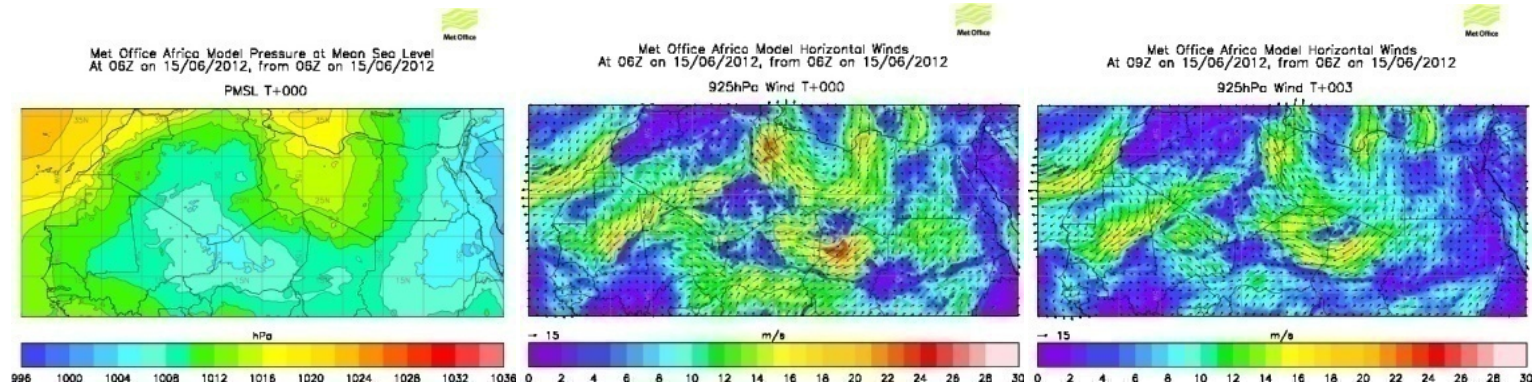 Met Office
Met Office Africa Model Pressure at Mean Sea Level
At 06Z on 15/06/2012, from 06Z on 15/06/2012
PMSL T+000
35N
25N
15N
hPa
996 1000 1004 1008 1012 1016 1020 1024 1028 1032 1036
Met Office
Met Office Africa Model Horizontal Winds
At 06Z on 15/06/2012, from 06Z on 15/06/2012
925hPa Wind T+000
→ 15
m/s
0 2 4 6 8 10 12 14 16 18 20 22 24 26 28 30
Met Office
Met Office Africa Model Horizontal Winds
At 09Z on 15/06/2012, from 06Z on 15/06/2012
925hPa Wind T+003
→ 15
m/s
0 2 4 6 8 10 12 14 16 18 20 22 24 26 28 30